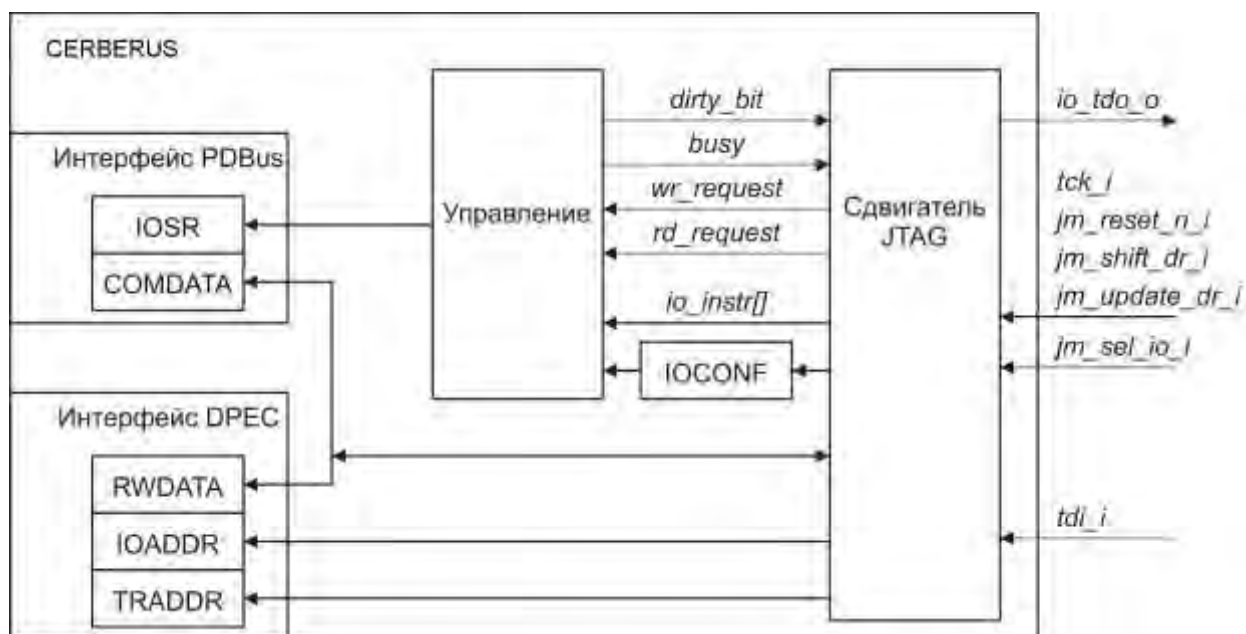 CERBERUS
Интерфейс PDBus
IOSR
COMDATA
Интерфейс DPEC
RWDATA
IOADDR
TRADDR
Управление
dirty_bit
busy
wr_request
rd_request
io_instr[]
IOCONF
Сдвигатель
JTAG
io_tdo_o
tck_i
jm_reset_n_i
jm_shift_dr_i
jm_update_dr_i
jm_sel_io_i
tdi_i